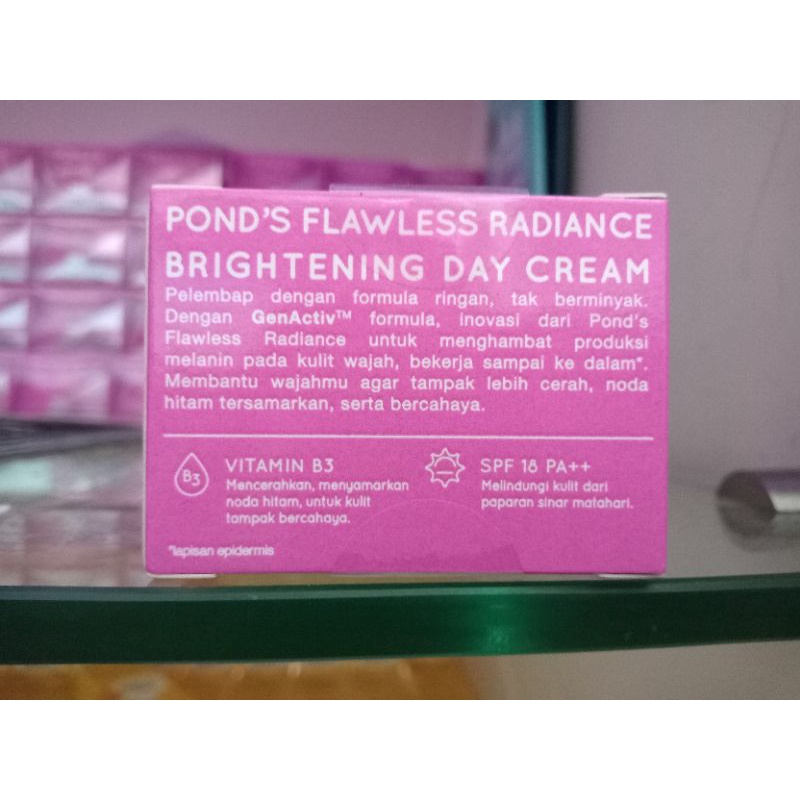 POND'S FLAWLESS RADIANCE
BRIGHTENING DAY CREAM
Pelembap dengan formula ringan, tak berminyak.
Dengan GenActiv™ formula, inovasi dari Pond's
Flawless Radiance untuk menghambat produksi
melanin pada kulit wajah, bekerja sampai ke dalam*.
Membantu wajahmu agar tampak lebih cerah, noda
hitam tersamarkan, serta bercahaya.
B3
VITAMIN B3
Mencerahkan, menyamarkan
noda hitam, untuk kulit
tampak bercahaya.
SPF 18 PA++
Melindungi kulit dari
paparan sinar matahari.
*lapisan epidermis